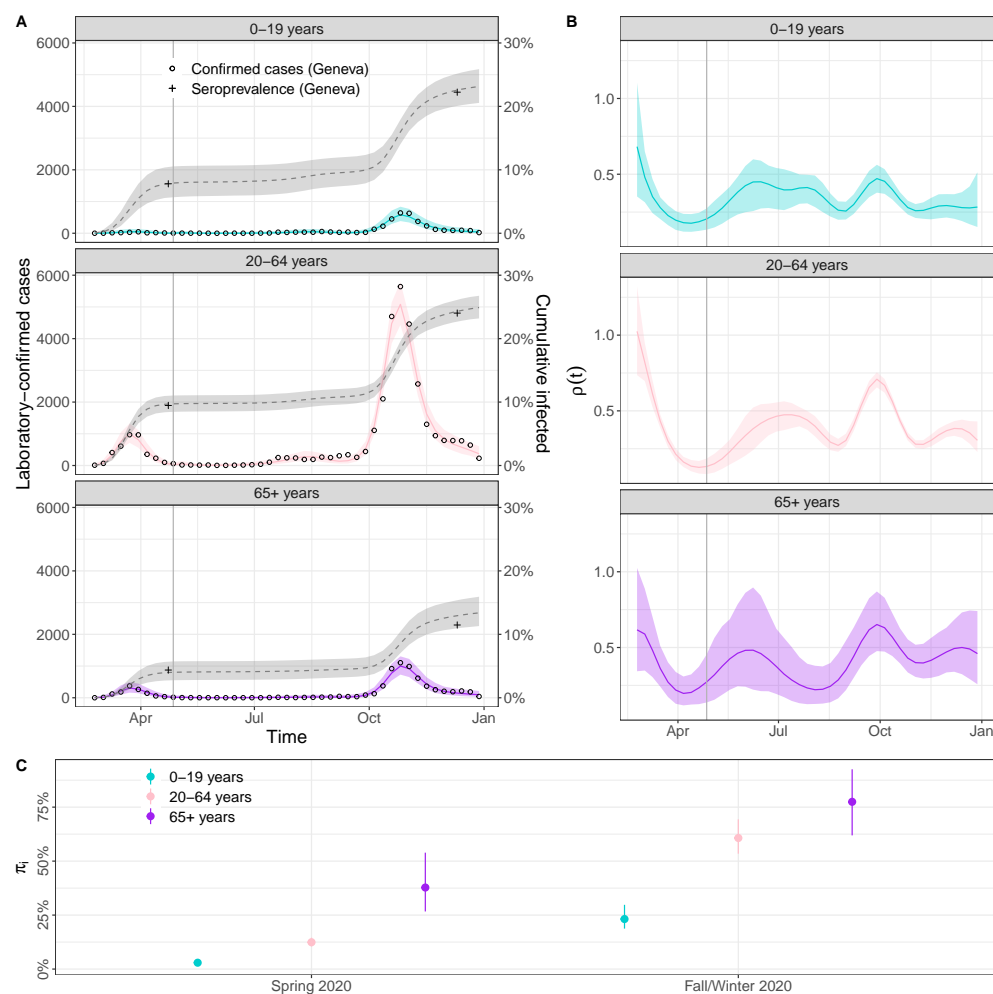 A
0−19 years
6000
4000
2000
0
30%
20%
10%
0%
Confirmed cases (Geneva)
Seroprevalence (Geneva)
20−64 years
6000
4000
2000
0
30%
20%
10%
0%
65+ years
6000
4000
2000
0
30%
20%
10%
0%
Laboratory−confirmed cases
Cumulative infected
Apr
Jul
Oct
Jan
Time
B
0−19 years
1.0
0.5
20−64 years
1.0
0.5
65+ years
1.0
0.5
ρ(t)
Apr
Jul
Oct
Jan
C
0−19 years
20−64 years
65+ years
75%
50%
25%
0%
πi
Spring 2020
Fall/Winter 2020